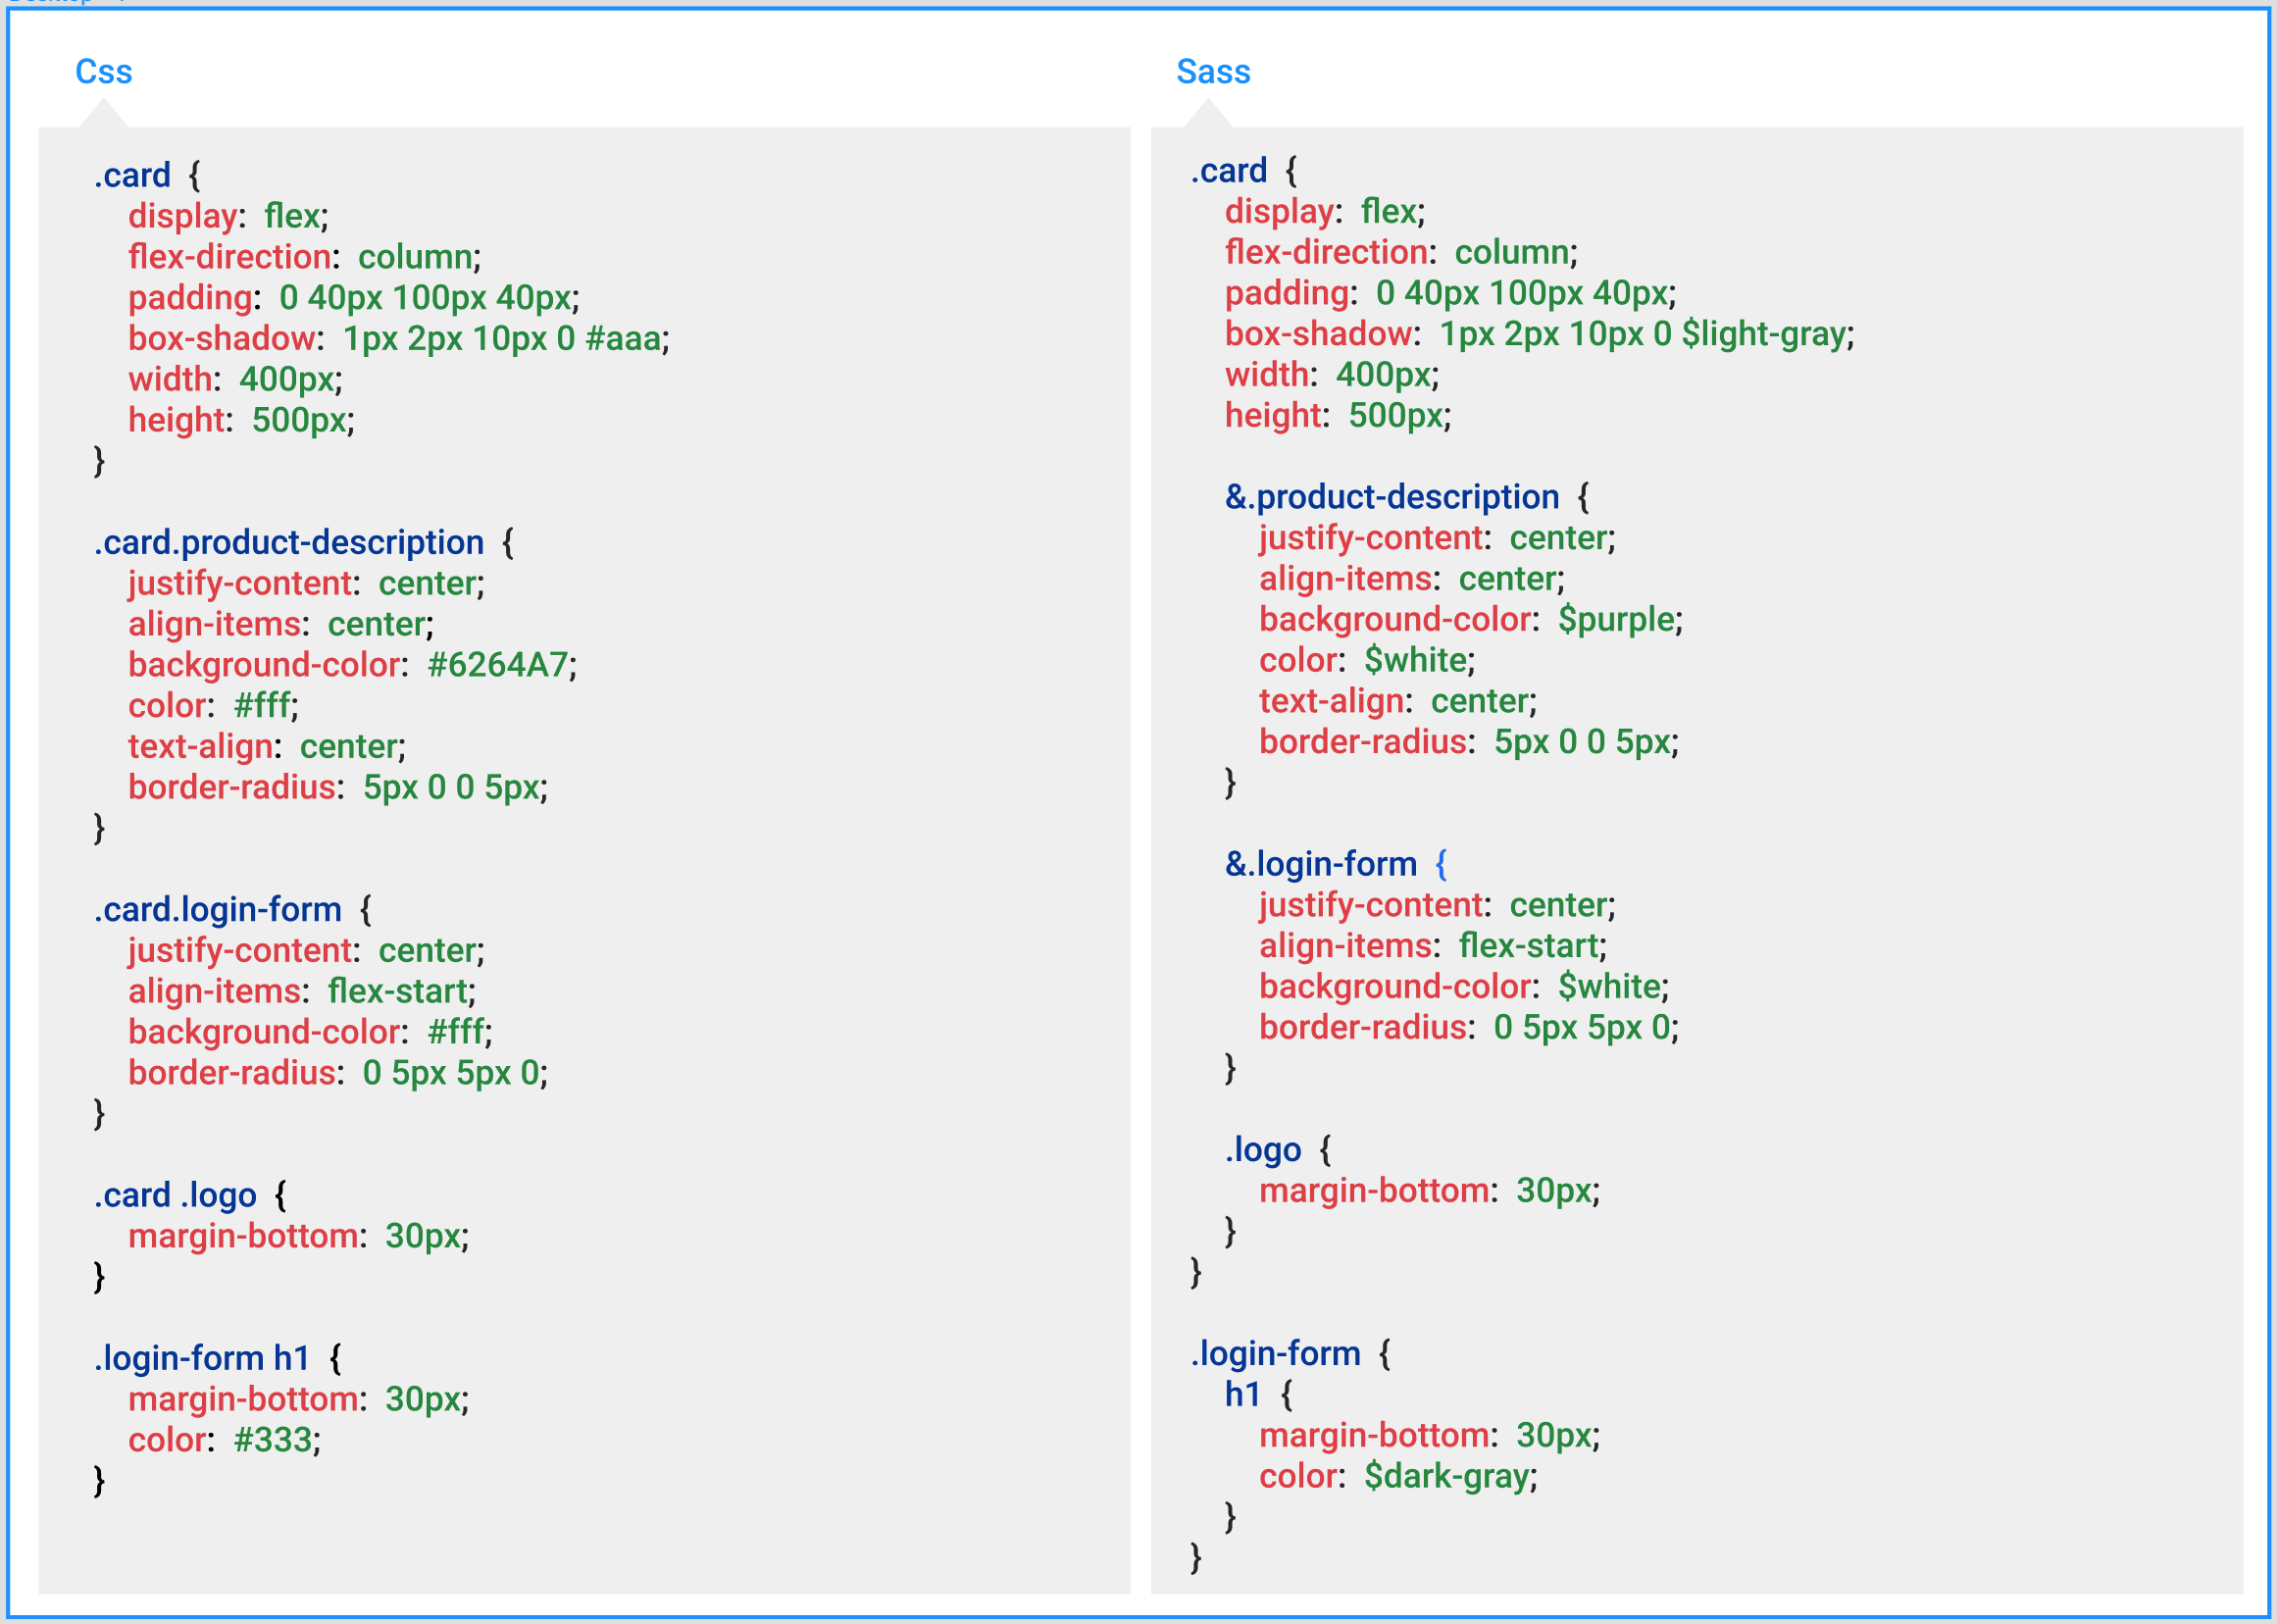 Css
.card {
display: flex;
flex-direction: column;
padding: 0 40px 100px 40px;
box-shadow: 1px 2px 10px 0 #aaa;
width: 400px;
height: 500px;
}
.card.product-description {
justify-content: center;
align-items: center;
background-color: #6264A7;
color: #fff;
text-align: center;
border-radius: 5px 0 0 5px;
}
.card.login-form {
justify-content: center;
align-items: flex-start;
background-color: #fff;
border-radius: 0 5px 5px 0;
}
.card .logo {
margin-bottom: 30px;
}
.login-form h1 {
margin-bottom: 30px;
color: #333;
}
Sass
.card {
display: flex;
flex-direction: column;
padding: 0 40px 100px 40px;
box-shadow: 1px 2px 10px 0 $light-gray;
width: 400px;
height: 500px;
&.product-description {
justify-content: center;
align-items: center;
background-color: $purple;
color: $white;
text-align: center;
border-radius: 5px 0 0 5px;
}
&.login-form {
justify-content: center;
align-items: flex-start;
background-color: $white;
border-radius: 0 5px 5px 0;
}
.logo {
margin-bottom: 30px;
}
}
.login-form {
h1 {
margin-bottom: 30px;
color: $dark-gray;
}
}